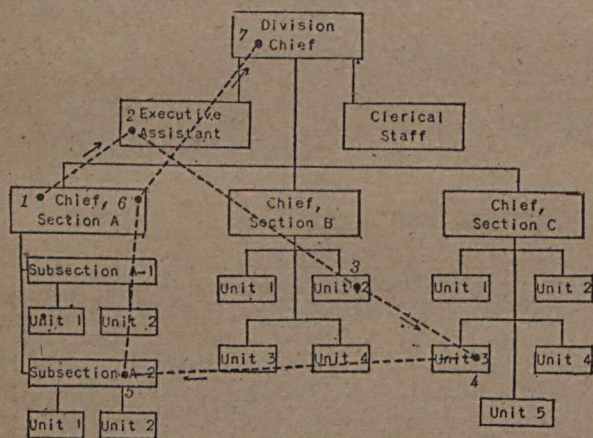 7 Division
Chief
2 Executive
Assistant
Clerical
Staff
1 Chief, 6
Section A
Chief,
Section B
Chief,
Section C
Subsection A-1
Unit 1
Unit 2
3
Unit 1
Unit 2
Unit 1
Unit 2
Unit 3
Unit 4
Unit 3
Unit 4
4
Subsection A-2
5
Unit 1
Unit 2
Unit 5